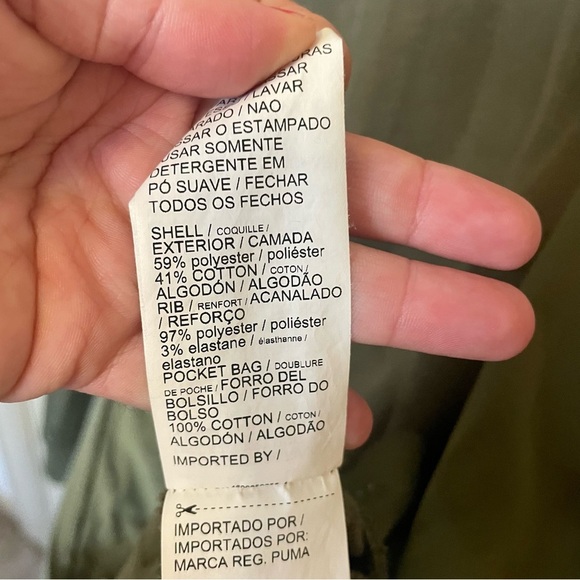 LAVAR
/ NAO
O ESTAMPADO
USAR SOMENTE
DETERGENTE EM
PÓ SUAVE / FECHAR
TODOS OS FECHOS
SHELL / COQUILLE /
EXTERIOR / CAMADA
59% polyester / poliéster
41% COTTON / COTON /
ALGODÓN / ALGODÃO
RIB / RENFORT / ACANALADO
/ REFORÇO
97% polyester / poliéster
3% elastane / élasthanne /
elastano
POCKET BAG / DOUBLURE
DE POCHE / FORRO DEL
BOLSILLO / FORRO DO
BOLSO
100% COTTON / COTON /
ALGODÓN / ALGODÃO
IMPORTED BY /
IMPORTADO POR /
IMPORTADOS POR:
MARCA REG. PUMA